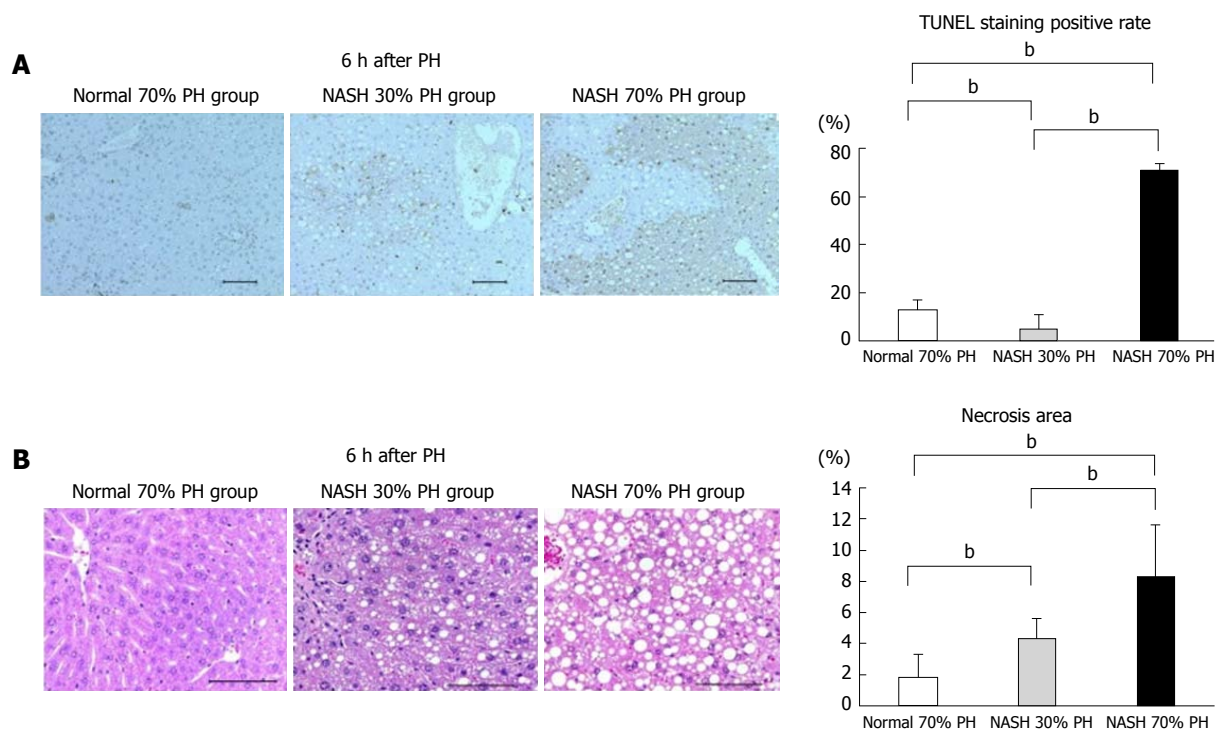 A
6 h after PH
Normal 70% PH group
NASH 30% PH group
NASH 70% PH group
TUNEL staining positive rate
b
b
b
(%)
80
60
40
20
0
Normal 70% PH
NASH 30% PH
NASH 70% PH
B
6 h after PH
Normal 70% PH group
NASH 30% PH group
NASH 70% PH group
Necrosis area
b
b
b
(%)
14
12
10
8
6
4
2
0
Normal 70% PH
NASH 30% PH
NASH 70% PH